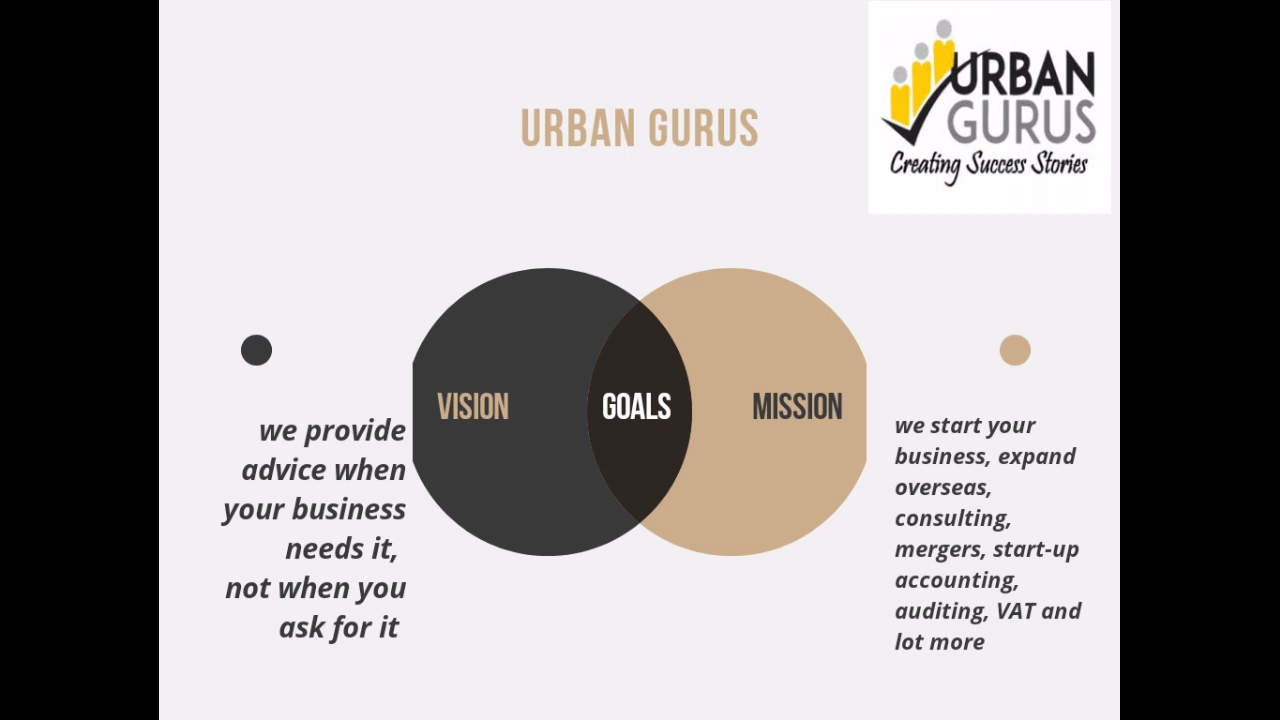 URBAN GURUS
URBAN
GURUS
Creating Success Stories
VISION
GOALS
MISSION
we provide
advice when
your business
needs it,
not when you
ask for it
we start your
business, expand
overseas,
consulting,
mergers, start-up
accounting,
auditing, VAT and
lot more